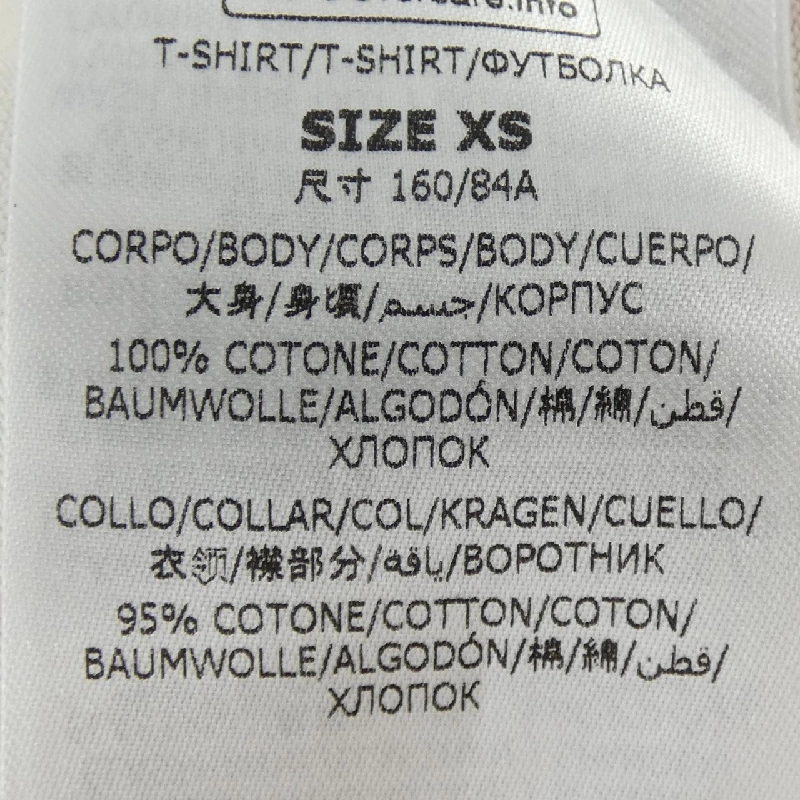 T-SHIRT/T-SHIRT/ФУТБОЛКА
SIZE XS
尺寸 160/84A
CORPO/BODY/CORPS/BODY/CUERPO/
大身/身頃/جسم/КОРПУС
100% COTONE/COTTON/COTON/
BAUMWOLLE/ALGODÓN/棉/綿/قطن/
ХЛОПОК
COLLO/COLLAR/COL/KRAGEN/CUELLO/
衣领/襟部分/ياقة/ВОРОТНИК
95% COTONE/COTTON/COTON/
BAUMWOLLE/ALGODÓN/棉/綿/قطن/
ХЛОПОК